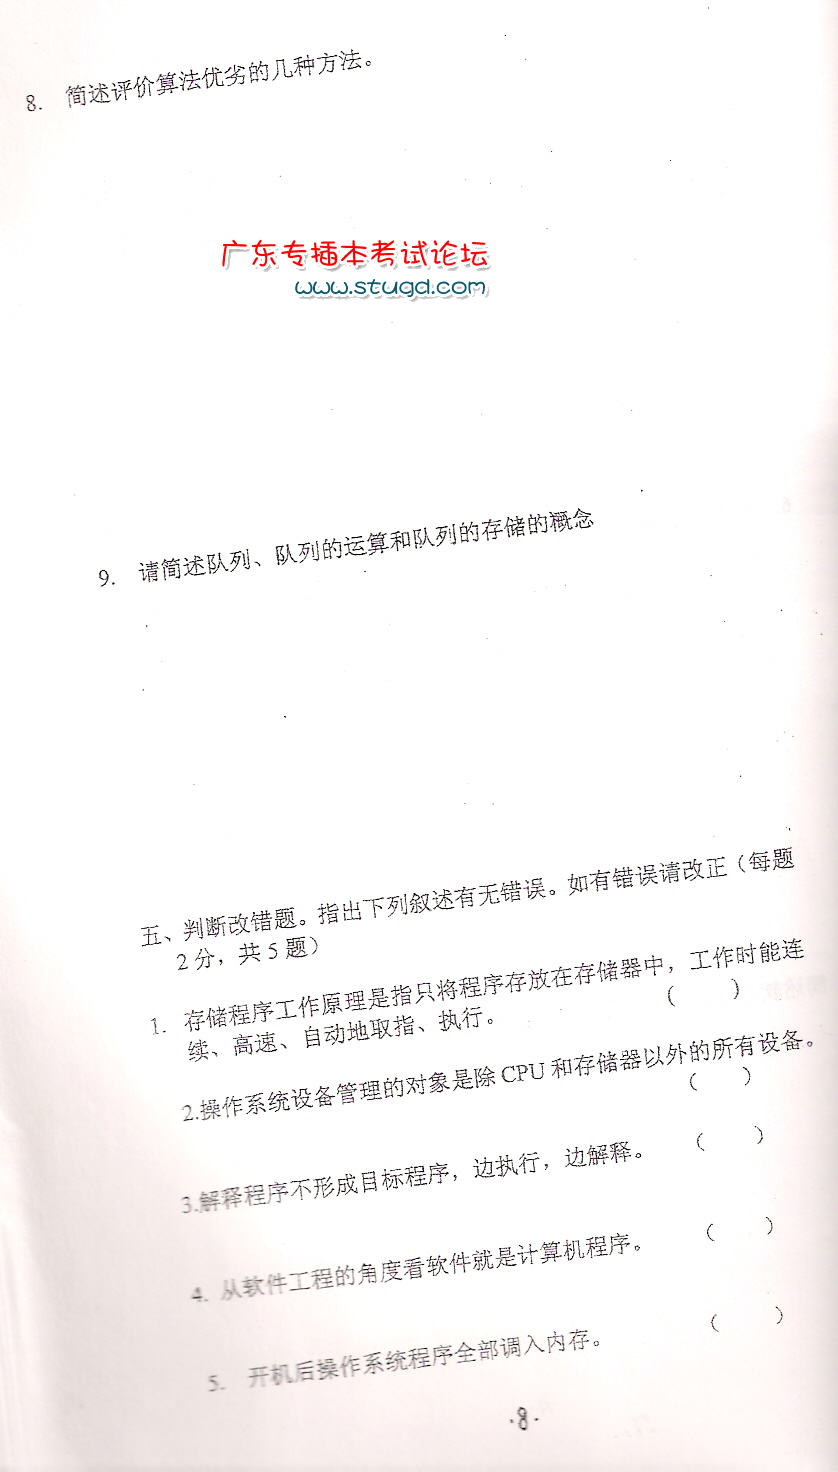 8. 简述评价算法优劣的几种方法。
广东专插本考试论坛
www.stugd.com
9. 请简述队列、队列的运算和队列的存储的概念
五、判断改错题。指出下列叙述有无错误。如有错误请改正（每题
2分，共5题）
1. 存储程序工作原理是指只将程序存放在存储器中，工作时能连
续、高速、自动地取指、执行。 （ ）
2.操作系统设备管理的对象是除CPU和存储器以外的所有设备。
（ ）
3.解释程序不形成目标程序，边执行，边解释。 （ ）
4. 从软件工程的角度看软件就是计算机程序。 （ ）
5. 开机后操作系统程序全部调入内存。 （ ）
·8·